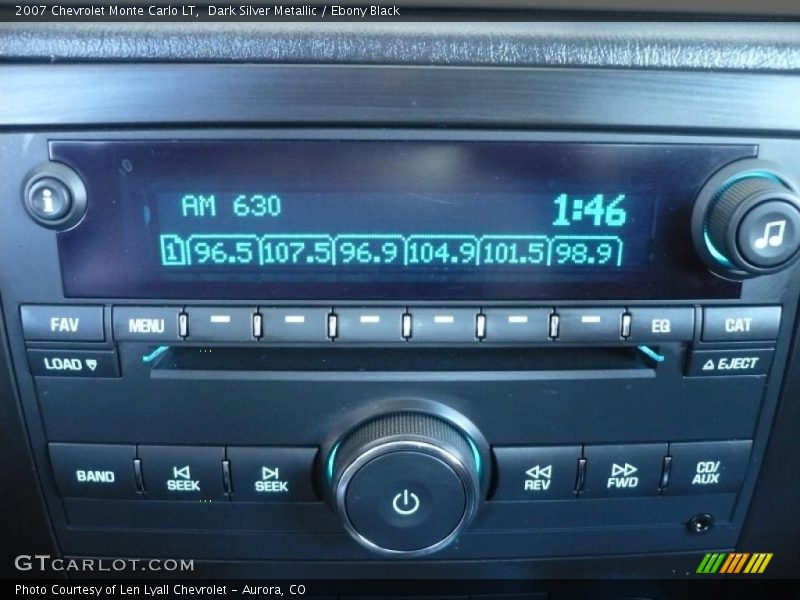 2007 Chevrolet Monte Carlo LT,  Dark Silver Metallic / Ebony Black
i
AM 630 1:46
1 96.5 107.5 96.9 104.9 101.5 98.9
FAV MENU EQ CAT
LOAD EJECT
BAND SEEK SEEK REV FWD CD/
AUX
GTCARLOT.COM
Photo Courtesy of Len Lyall Chevrolet - Aurora, CO